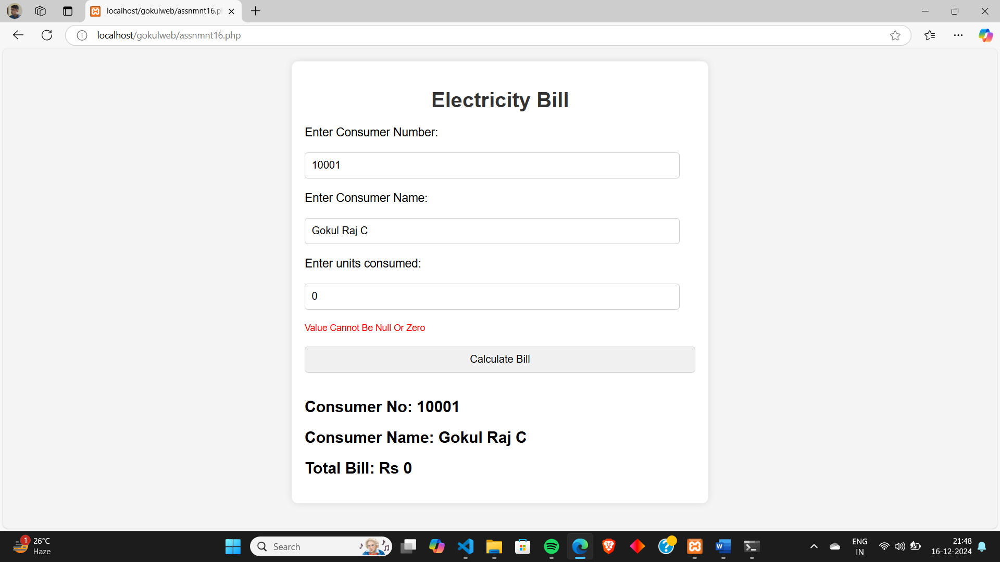 localhost/gokulweb/assnmnt16.p
localhost/gokulweb/assnmnt16.php
Electricity Bill
Enter Consumer Number:
10001
Enter Consumer Name:
Gokul Raj C
Enter units consumed:
0
Value Cannot Be Null Or Zero
Calculate Bill
Consumer No: 10001
Consumer Name: Gokul Raj C
Total Bill: Rs 0
1
26°C
Haze
Search
ENG
IN
21:48
16-12-2024